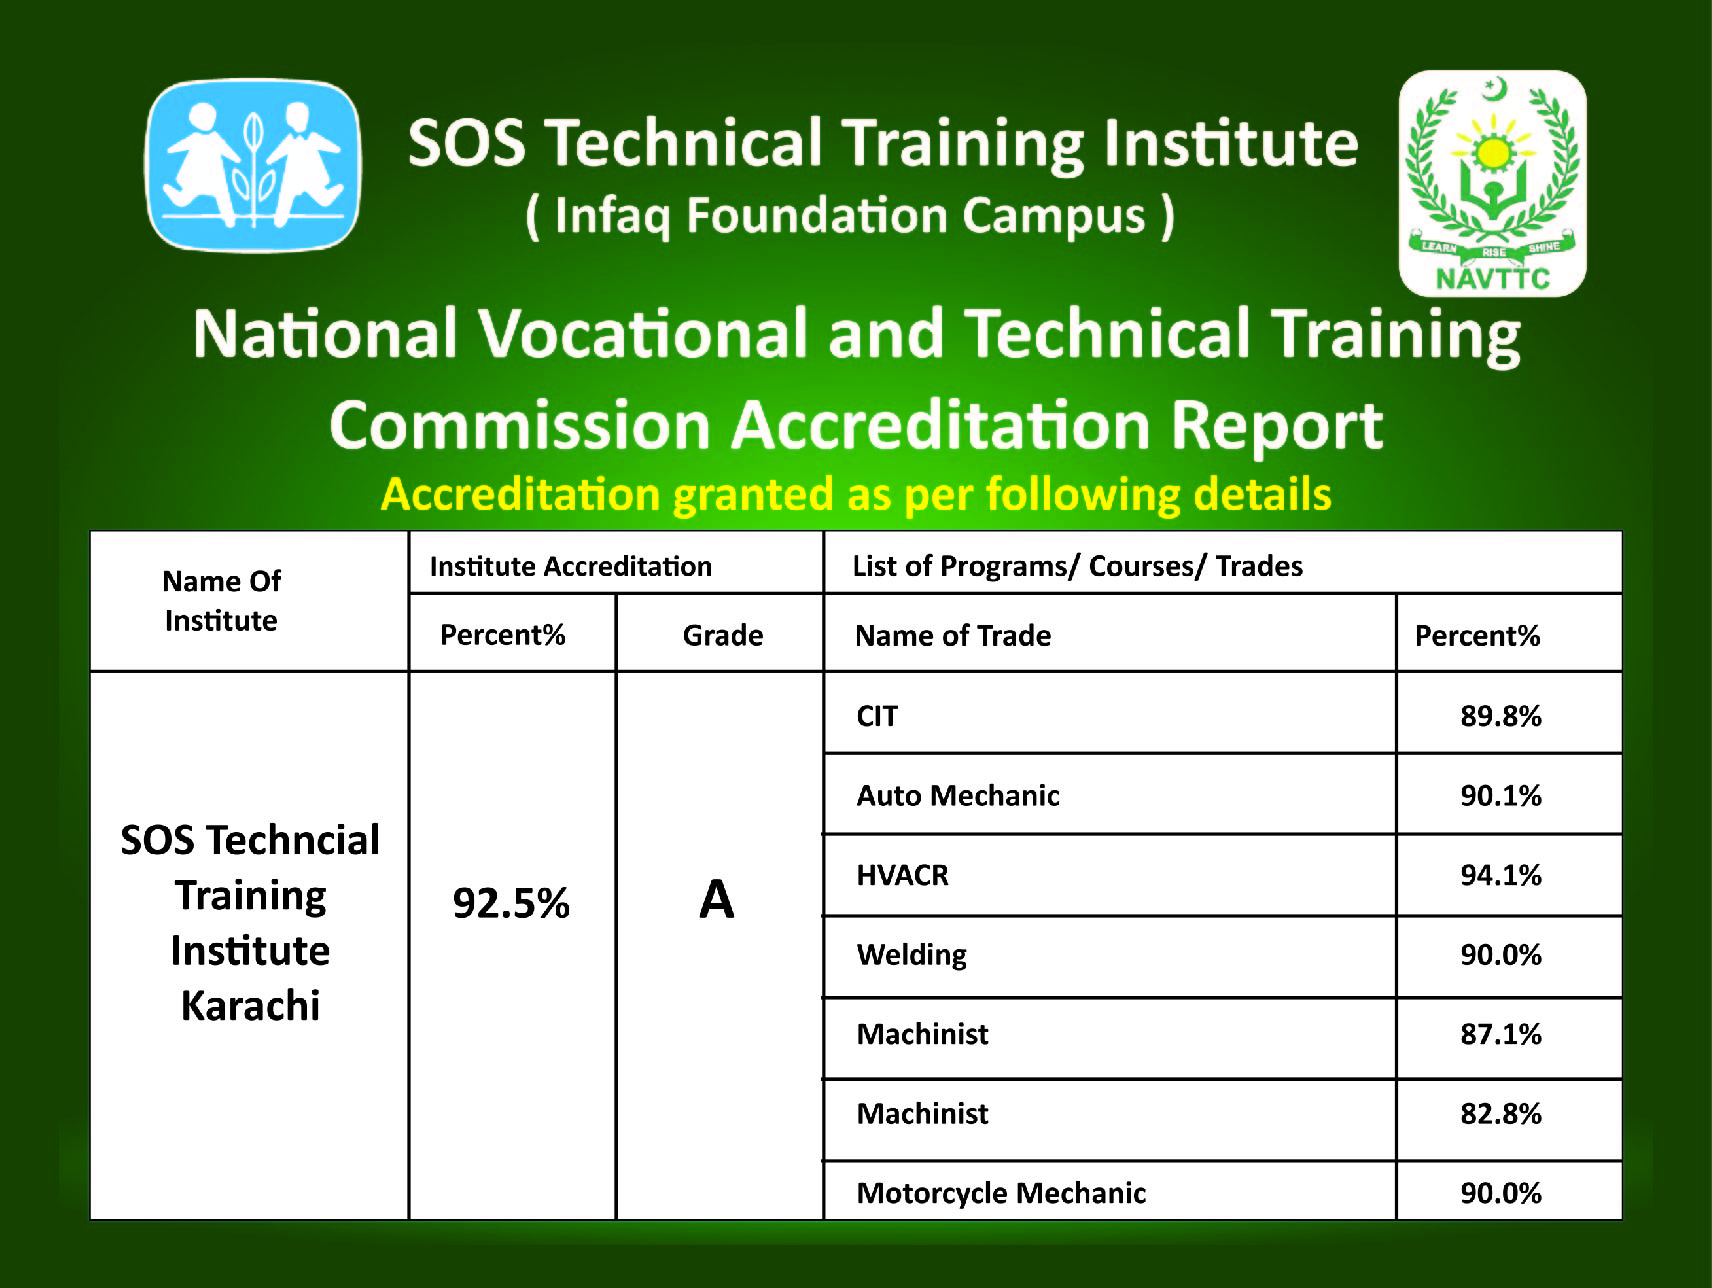 SOS Technical Training Institute
( Infaq Foundation Campus )
LEARN RISE SHINE
NAVTTC
National Vocational and Technical Training
Commission Accreditation Report
Accreditation granted as per following details
Name Of
Institute
Institute Accreditation
List of Programs/ Courses/ Trades
Percent%
Grade
Name of Trade
Percent%
SOS Techncial
Training
Institute
Karachi
92.5%
A
CIT 89.8%
Auto Mechanic 90.1%
HVACR 94.1%
Welding 90.0%
Machinist 87.1%
Machinist 82.8%
Motorcycle Mechanic 90.0%